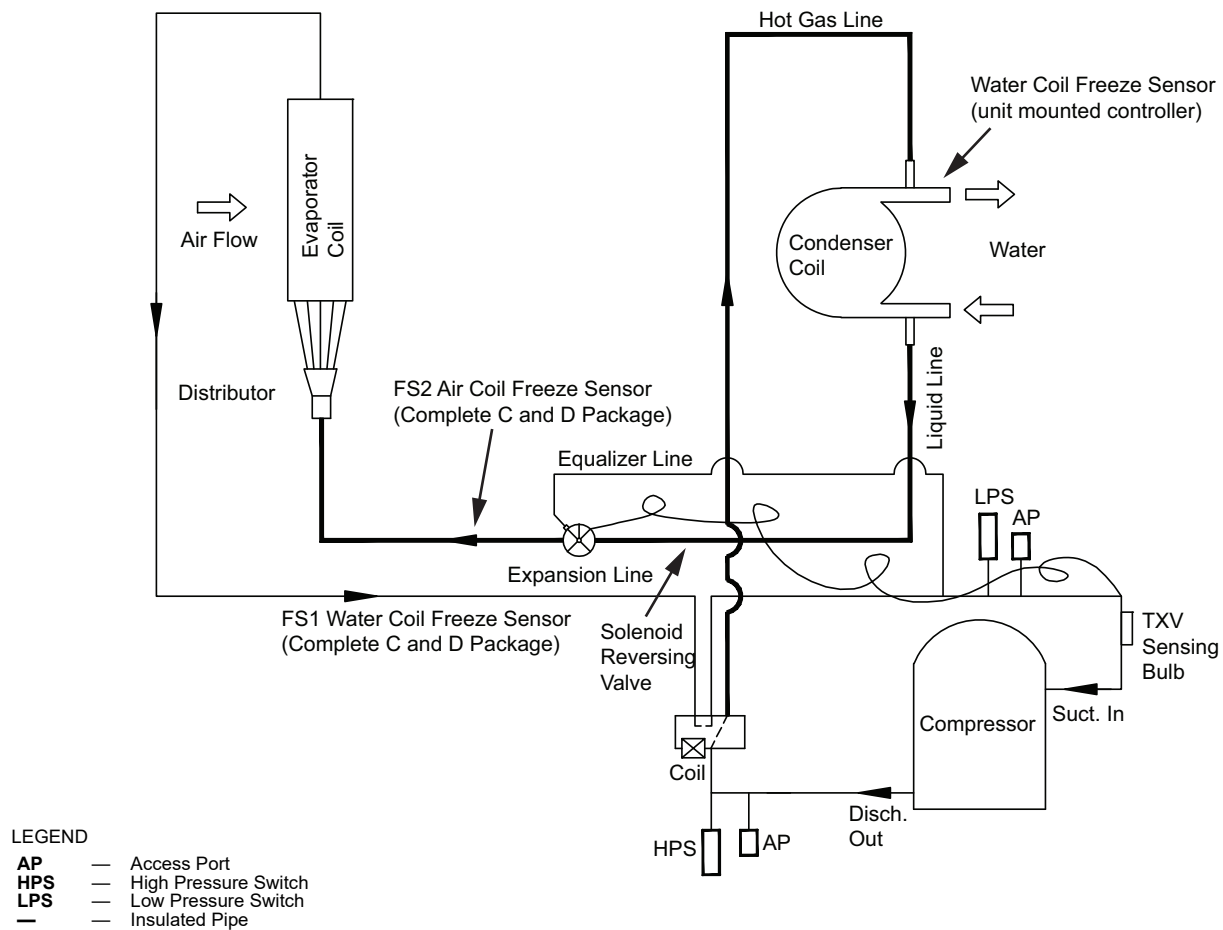 Hot Gas Line
Water Coil Freeze Sensor
(unit mounted controller)
Evaporator
Coil
Air Flow
Condenser
Coil
Water
Distributor
FS2 Air Coil Freeze Sensor
(Complete C and D Package)
Liquid Line
Equalizer Line
LPS
AP
Expansion Line
FS1 Water Coil Freeze Sensor
(Complete C and D Package)
Solenoid
Reversing
Valve
TXV
Sensing
Bulb
Compressor
Suct. In
Coil
Disch.
Out
HPS
AP
LEGEND
AP — Access Port
HPS — High Pressure Switch
LPS — Low Pressure Switch
— — Insulated Pipe